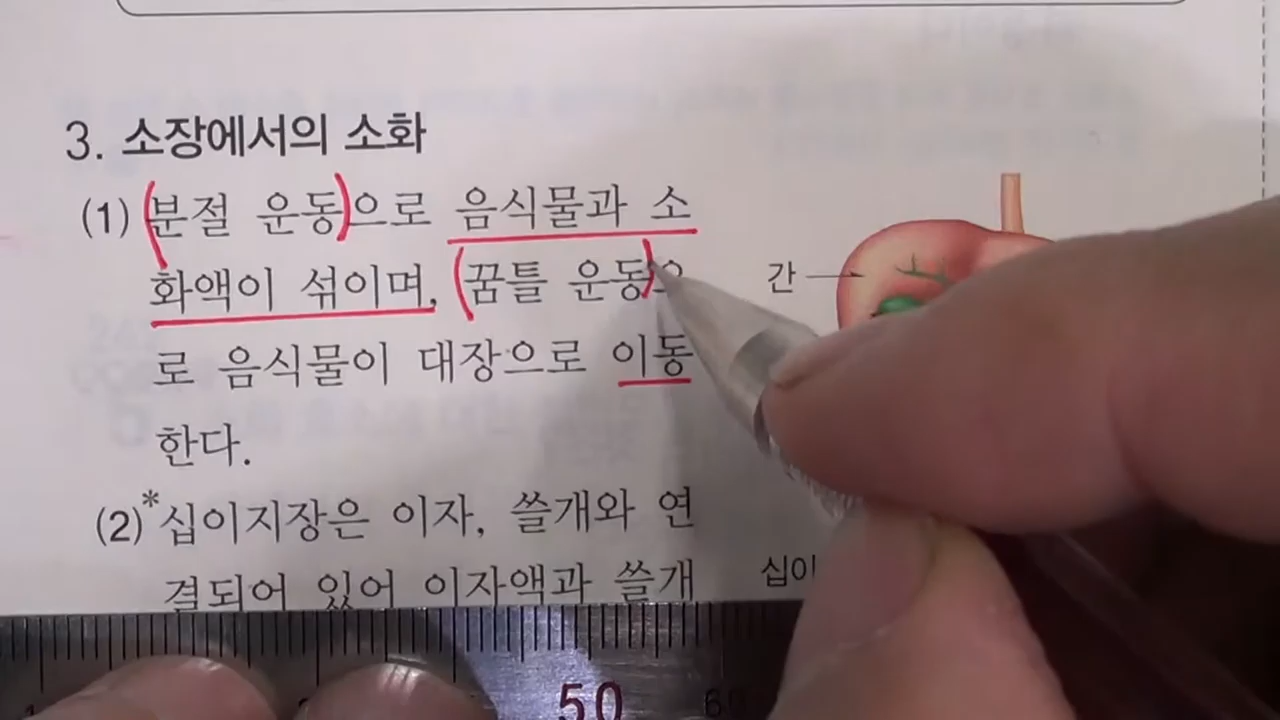 3. 소장에서의 소화
(1) 분절 운동으로 음식물과 소
화액이 섞이며, 꿈틀 운동으
로 음식물이 대장으로 이동
한다.
(2)*십이지장은 이자, 쓸개와 연
결되어 있어 이자액과 쓸개
간
십이
50